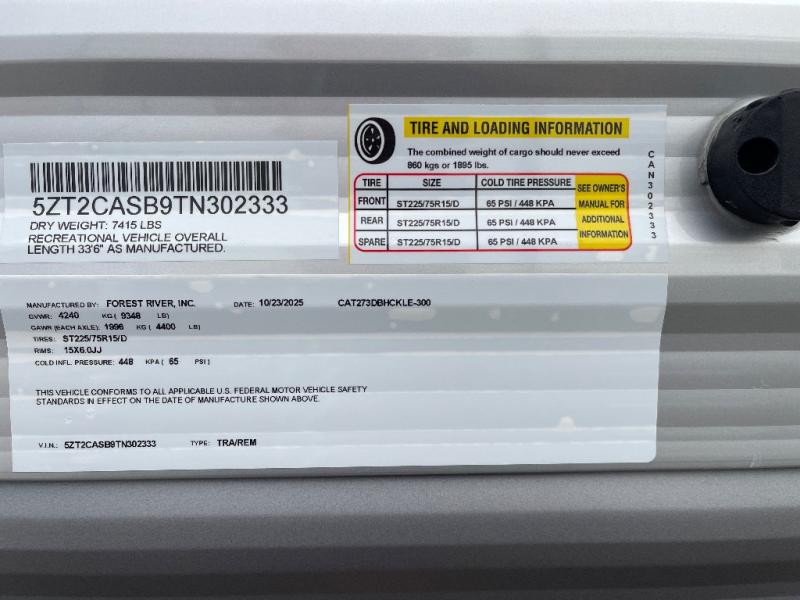 5ZT2CASB9TN302333
DRY WEIGHT: 7415 LBS
RECREATIONAL VEHICLE OVERALL
LENGTH 33'6" AS MANUFACTURED.
TIRE AND LOADING INFORMATION
The combined weight of cargo should never exceed
860 kgs or 1895 lbs.
TIRE SIZE COLD TIRE PRESSURE
FRONT ST225/75R15/D 65 PSI / 448 KPA
REAR ST225/75R15/D 65 PSI / 448 KPA
SPARE ST225/75R15/D 65 PSI / 448 KPA
SEE OWNER'S
MANUAL FOR
ADDITIONAL
INFORMATION
CAN302333
MANUFACTURED BY: FOREST RIVER, INC. DATE: 10/23/2025 CAT273DBHCKLE-300
GVWR: 4240 KG ( 9348 LB)
GAWR (EACH AXLE): 1996 KG ( 4400 LB)
TIRES: ST225/75R15/D
RIMS: 15X6.0JJ
COLD INFL. PRESSURE: 448 KPA ( 65 PSI)
THIS VEHICLE CONFORMS TO ALL APPLICABLE U.S. FEDERAL MOTOR VEHICLE SAFETY
STANDARDS IN EFFECT ON THE DATE OF MANUFACTURE SHOWN ABOVE.
V.I.N.: 5ZT2CASB9TN302333 TYPE: TRA/REM